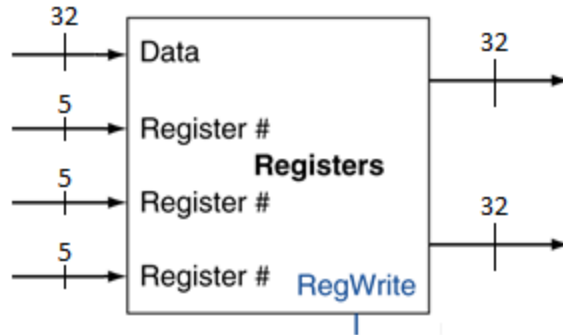 32
Data
32
5
Register #
Registers
5
Register #
32
5
Register #
RegWrite